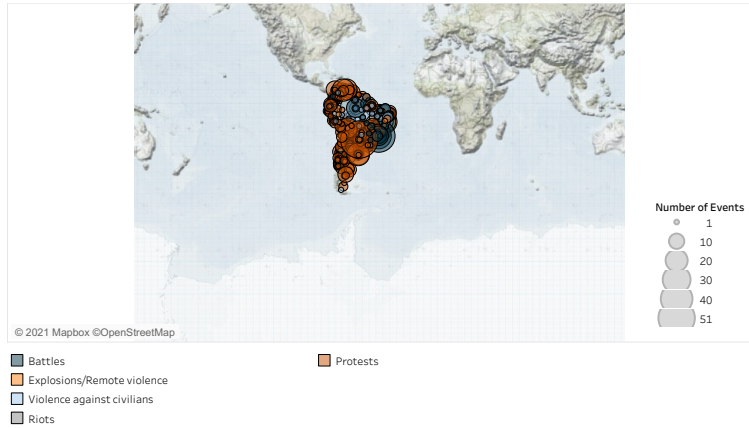 Number of Events
1
10
20
30
40
51
© 2021 Mapbox ©OpenStreetMap
Battles
Protests
Explosions/Remote violence
Violence against civilians
Riots